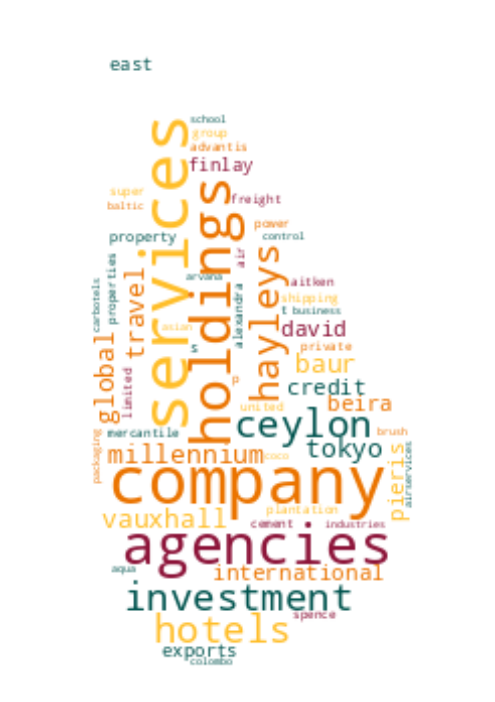 east
services
school
group
advantis
finlay
holdings
freight
super
baltic
power
control
property
air
hayleys
properties
arvana
aitken
carbotels
travel
alexandra
shipping
t business
asian
david
global
s
private
baur
limited
p
credit
beira
united
ceylon
mercantile
brush
packaging
millennium
tokyo
coco
pieris
airservices
company
plantation
vauxhall
cement
industries
agencies
aqua
international
investment
spence
hotels
exports
colombo